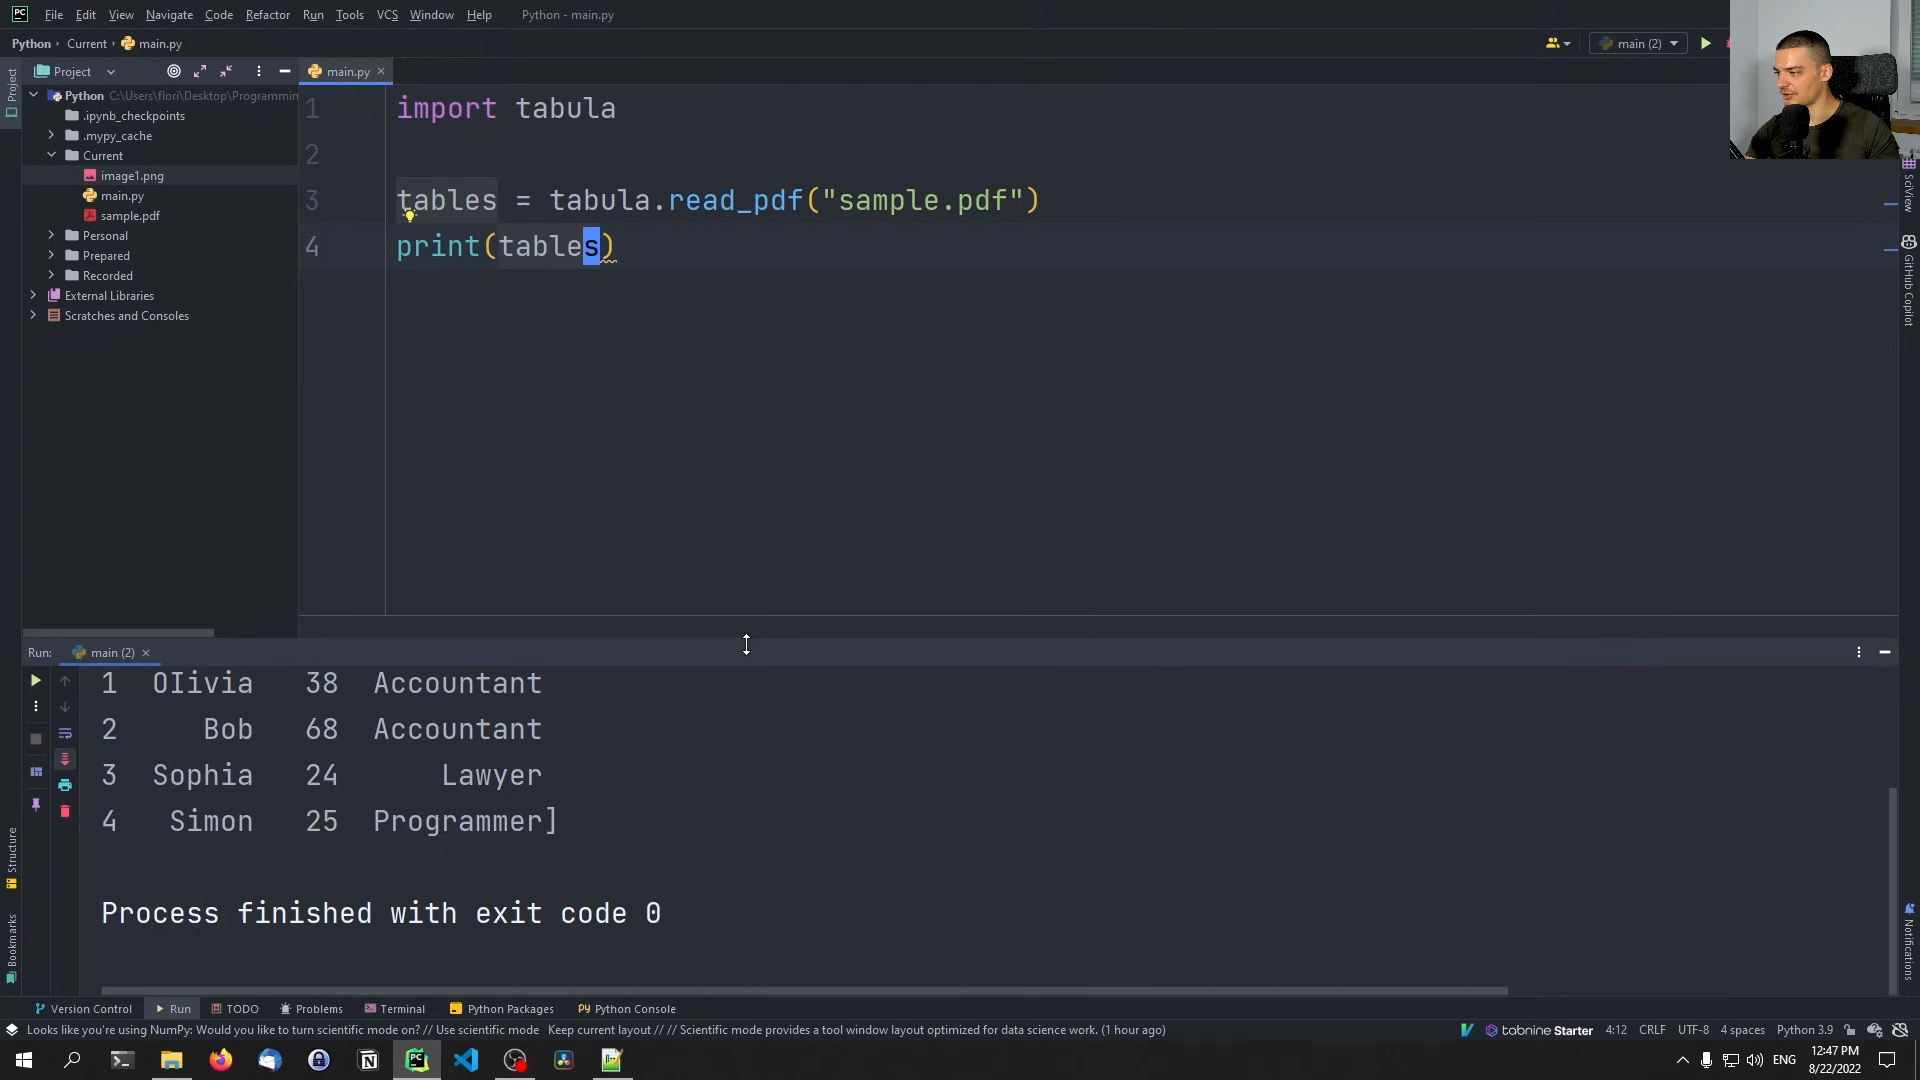 PC File Edit View Navigate Code Refactor Run Tools VCS Window Help Python - main.py
Python Current main.py
main (2)
Project
Project
main.py
Python C:\Users\flori\Desktop\Programmin
.ipynb_checkpoints
.mypy_cache
Current
image1.png
main.py
sample.pdf
Personal
Prepared
Recorded
External Libraries
Scratches and Consoles
1 import tabula
2
3 tables = tabula.read_pdf("sample.pdf")
4 print(tables)
SciView
GitHub Copilot
Run: main (2)
1 OIivia 38 Accountant
2 Bob 68 Accountant
3 Sophia 24 Lawyer
4 Simon 25 Programmer]
Process finished with exit code 0
Structure
Bookmarks
Notifications
Version Control Run TODO Problems Terminal Python Packages Python Console
Looks like you're using NumPy: Would you like to turn scientific mode on? // Use scientific mode Keep current layout // // Scientific mode provides a tool window layout optimized for data science work. (1 hour ago)
tabnine Starter 4:12 CRLF UTF-8 4 spaces Python 3.9
ENG
12:47 PM
8/22/2022